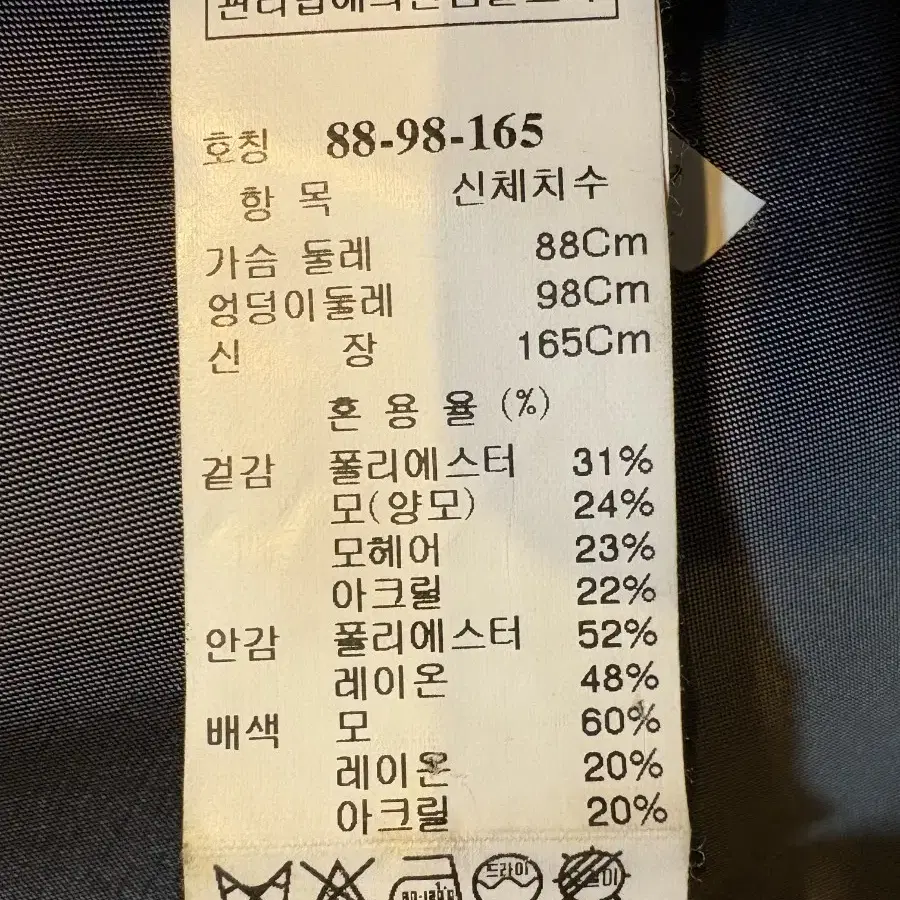 호칭 88-98-165
항 목 신체치수
가슴 둘레 88Cm
엉덩이둘레 98Cm
신 장 165Cm
혼 용 율 (%)
겉감 폴리에스터 31%
모(양모) 24%
모헤어 23%
아크릴 22%
안감 폴리에스터 52%
레이온 48%
배색 모 60%
레이온 20%
아크릴 20%
드라이